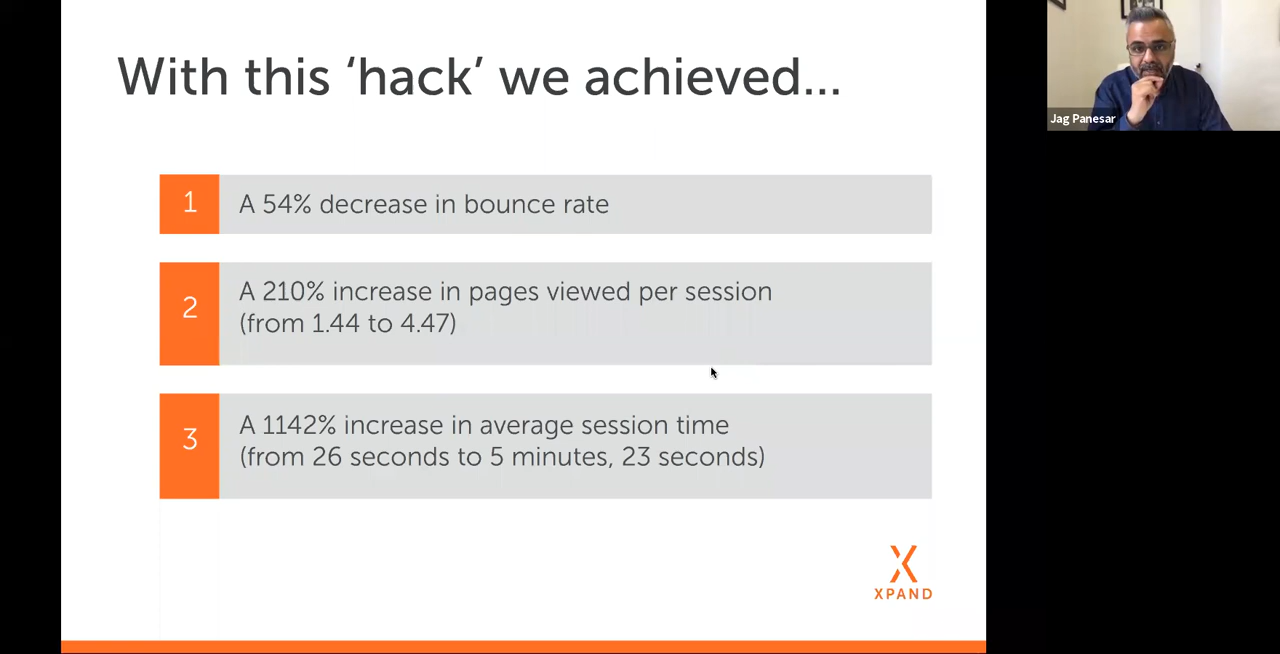 With this ‘hack’ we achieved...
1
A 54% decrease in bounce rate
2
A 210% increase in pages viewed per session
(from 1.44 to 4.47)
3
A 1142% increase in average session time
(from 26 seconds to 5 minutes, 23 seconds)
XPAND
Jag Panesar